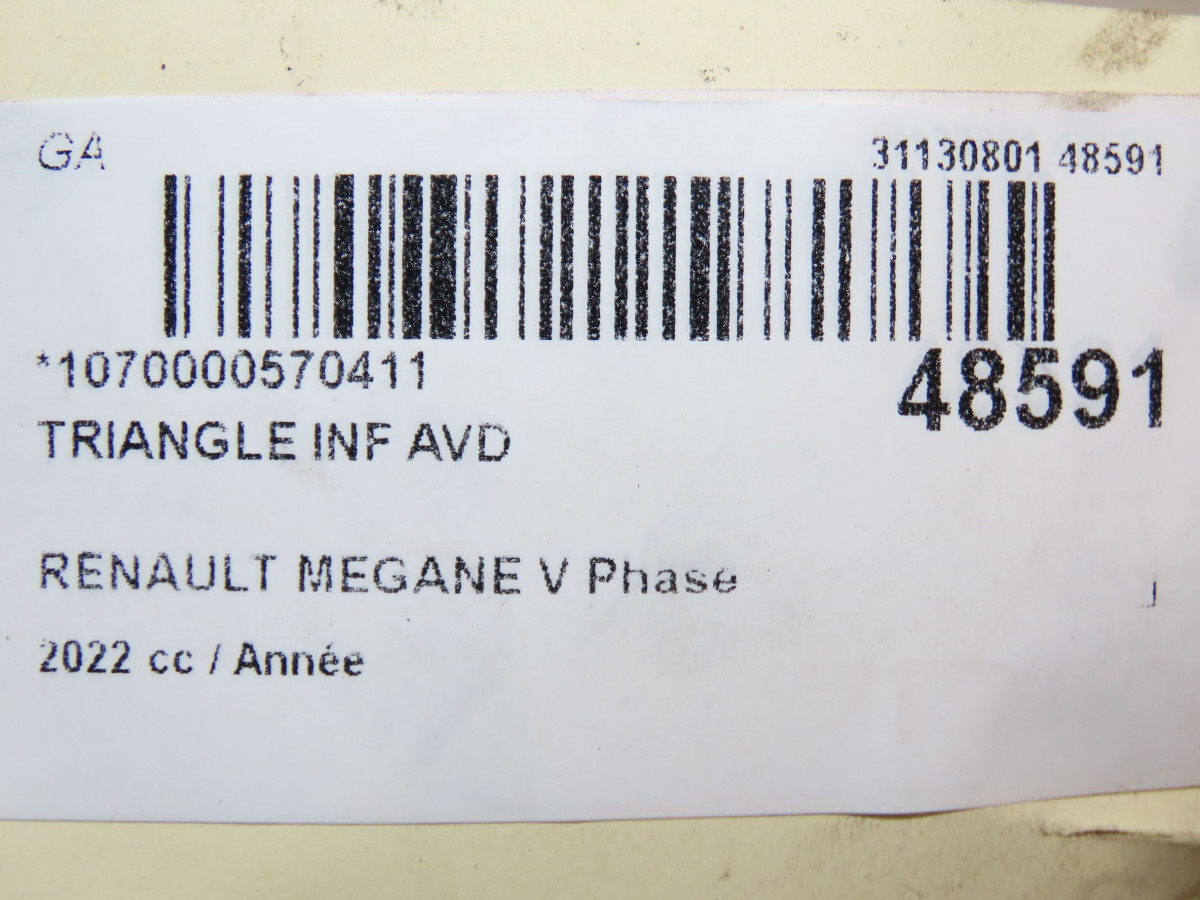 GA 31130801 48591
*1070000570411 48591
TRIANGLE INF AVD
RENAULT MEGANE V Phase
2022 cc / Année